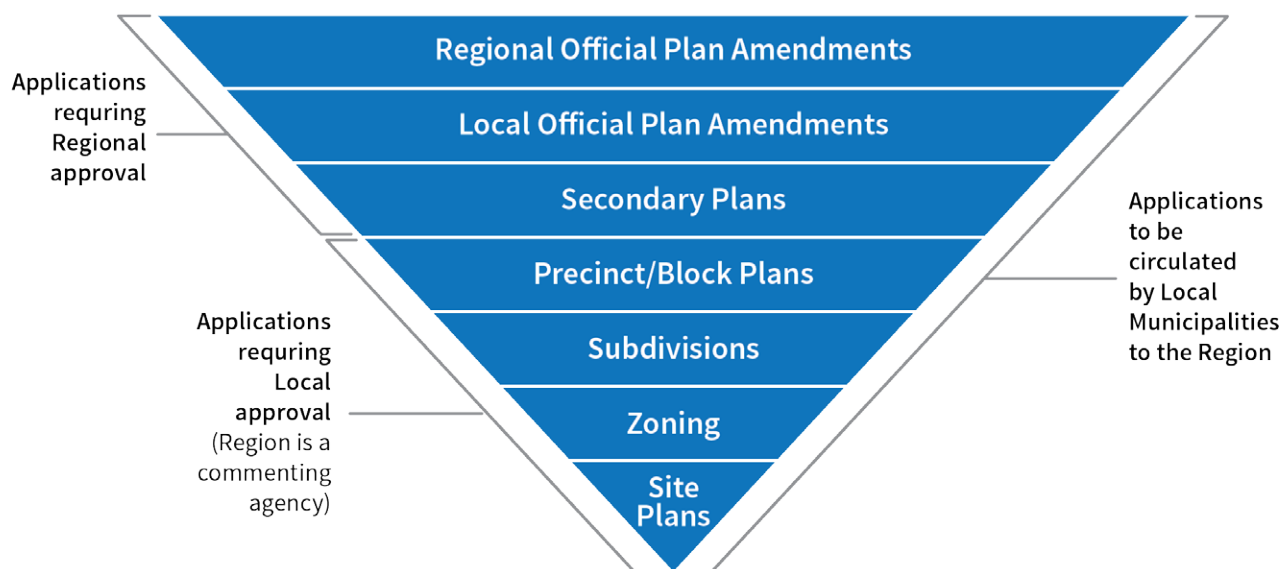 Regional Official Plan Amendments
Local Official Plan Amendments
Secondary Plans
Precinct/Block Plans
Subdivisions
Zoning
Site
Plans
Applications
requring
Regional
approval
Applications
requring
Local
approval
(Region is a
commenting
agency)
Applications
to be
circulated
by Local
Municipalities
to the Region